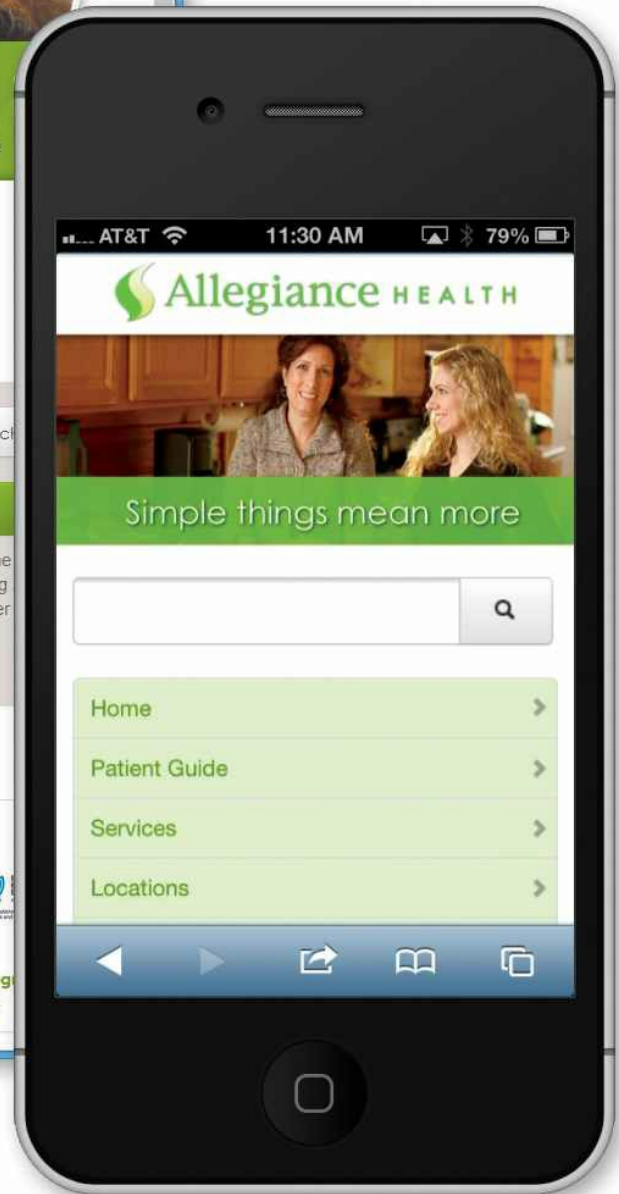 AT&T 11:30 AM 79%
Allegiance HEALTH
Simple things mean more
Home
Patient Guide
Services
Locations